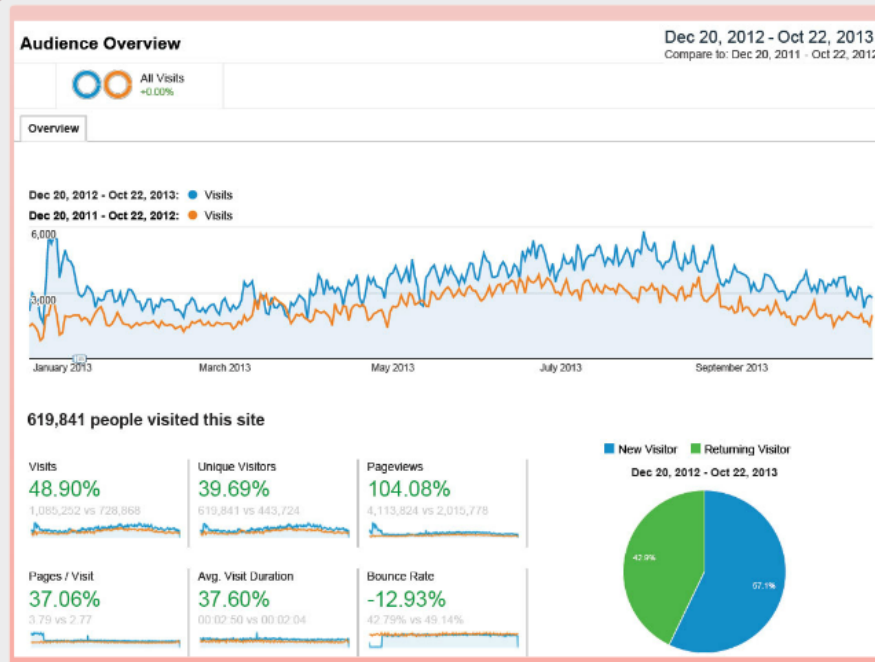 Audience Overview
Dec 20, 2012 - Oct 22, 2013
Compare to: Dec 20, 2011 - Oct 22, 2012
All Visits
+0.00%
Overview
Dec 20, 2012 - Oct 22, 2013: Visits
Dec 20, 2011 - Oct 22, 2012: Visits
6,000
3,000
January 2013 March 2013 May 2013 July 2013 September 2013
619,841 people visited this site
New Visitor Returning Visitor
Dec 20, 2012 - Oct 22, 2013
Visits
48.90%
1,085,252 vs 728,868
Unique Visitors
39.69%
619,841 vs 443,724
Pageviews
104.08%
4,113,824 vs 2,015,778
Pages / Visit
37.06%
3.79 vs 2.77
Avg. Visit Duration
37.60%
00:02:50 vs 00:02:04
Bounce Rate
-12.93%
42.79% vs 49.14%
42.9%
57.1%